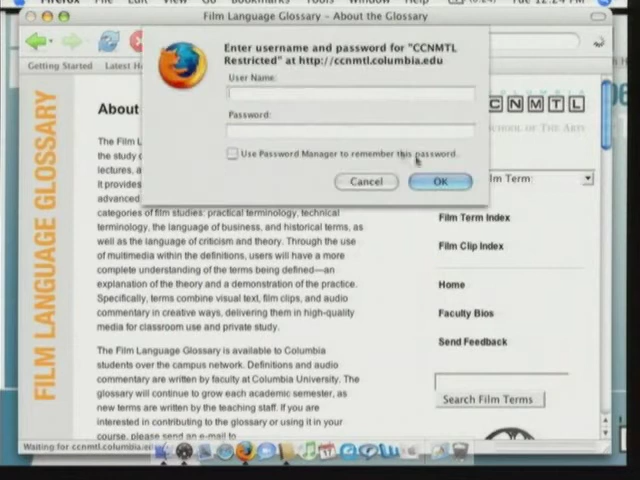 Film Language Glossary – About the Glossary
Getting Started
Latest H
Enter username and password for "CCNMTL
Restricted" at http://ccnmtl.columbia.edu
User Name:
Password:
Use Password Manager to remember this password.
Cancel
OK
FILM LANGUAGE GLOSSARY
About
The Film L
the study o
lectures, a
It provides
advanced
categories of film studies: practical terminology, technical
terminology, the language of business, and historical terms, as
well as the language of criticism and theory. Through the use
of multimedia within the definitions, users will have a more
complete understanding of the terms being defined—an
explanation of the theory and a demonstration of the practice.
Specifically, terms combine visual text, film clips, and audio
commentary in creative ways, delivering them in high-quality
media for classroom use and private study.
The Film Language Glossary is available to Columbia
students over the campus network. Definitions and audio
commentary are written by faculty at Columbia University. The
glossary will continue to grow each academic semester, as
new terms are written by the teaching staff. If you are
interested in contributing to the glossary or using it in your
course, please send an e-mail to
CNMTL
SCHOOL OF THE ARTS
lm Term:
Film Term Index
Film Clip Index
Home
Faculty Bios
Send Feedback
Search Film Terms
Waiting for ccnmtl.columbia.ed